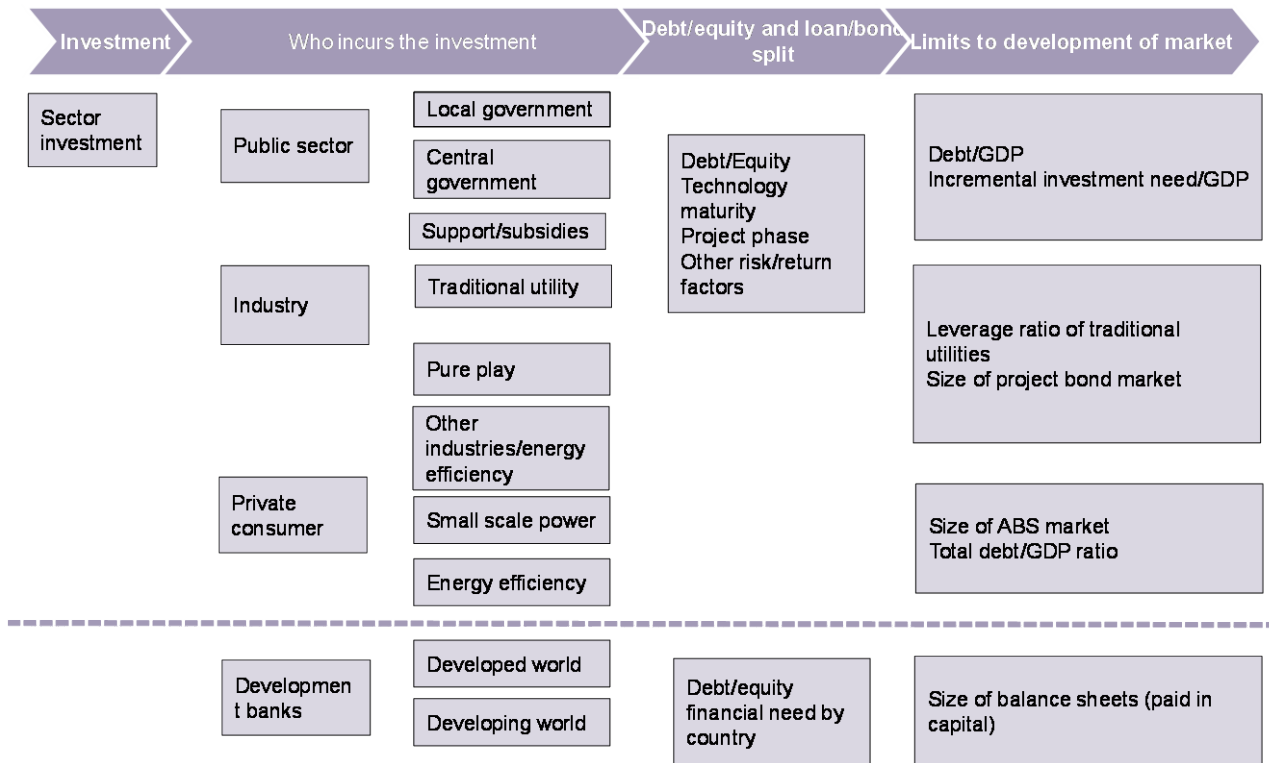 Investment
Who incurs the investment
Debt/equity and loan/bond
split
Limits to development of market
Sector
investment
Public sector
Local government
Central
government
Support/subsidies
Debt/Equity
Technology
maturity
Project phase
Other risk/return
factors
Debt/GDP
Incremental investment need/GDP
Industry
Traditional utility
Pure play
Other
industries/energy
efficiency
Leverage ratio of traditional
utilities
Size of project bond market
Private
consumer
Small scale power
Energy efficiency
Size of ABS market
Total debt/GDP ratio
Developmen
t banks
Developed world
Developing world
Debt/equity
financial need by
country
Size of balance sheets (paid in
capital)